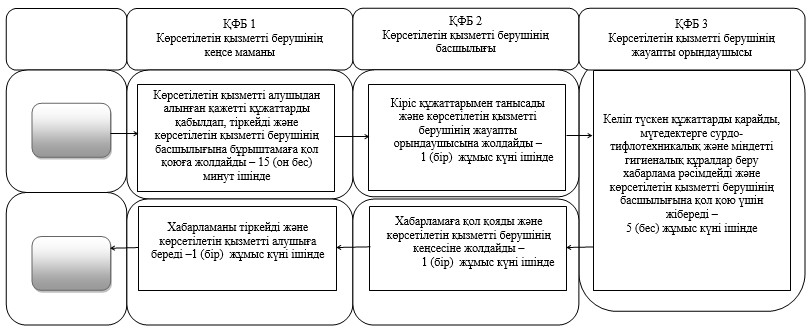 ҚФБ 1
Көрсетілетін қызметті берушінің
кеңсе маманы
ҚФБ 2
Көрсетілетін қызметті берушінің
басшылығы
ҚФБ 3
Көрсетілетін қызметті берушінің
жауапты орындаушысы
Көрсетілетін қызметті алушыдан
алынған қажетті құжаттарды
қабылдап, тіркейді және
көрсетілетін қызметті берушінің
басшылығына бұрыштамаға қол
қоюға жолдайды – 15 (он бес)
минут ішінде
Кіріс құжаттарымен танысады
және көрсетілетін қызметті
берушінің жауапты
орындаушысына жолдайды –
1 (бір) жұмыс күні ішінде
Келіп түскен құжаттарды қарайды,
мүгедектерге сурдо-
тифлотехникалық және міндетті
гигиеналық құралдар беру
хабарлама рәсімдейді және
көрсетілетін қызметті берушінің
басшылығына қол қою үшін
жібереді –
5 (бес) жұмыс күні ішінде
Хабарламаны тіркейді және
көрсетілетін қызметті алушыға
береді –1 (бір) жұмыс күні ішінде
Хабарламаға қол қояды және
көрсетілетін қызметті берушінің
кеңсесіне жолдайды –
1 (бір) жұмыс күні ішінде